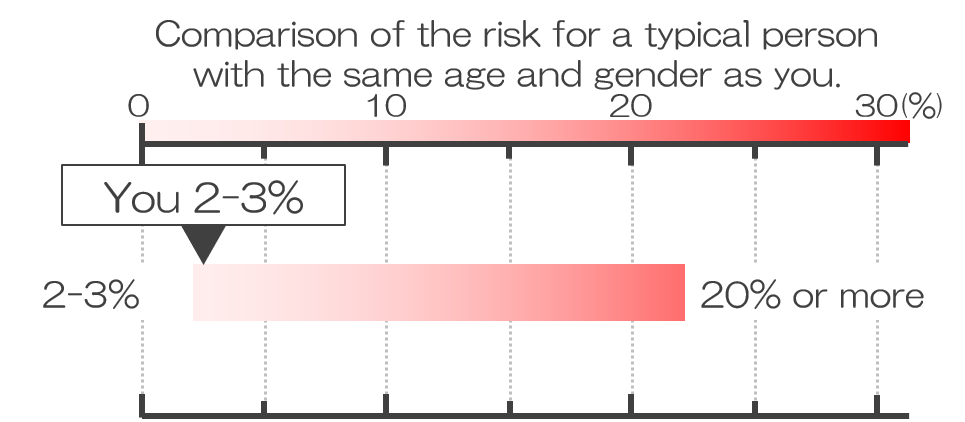 Comparison of the risk for a typical person
with the same age and gender as you.
0 10 20 30(%)
You 2-3%
2-3% 20% or more